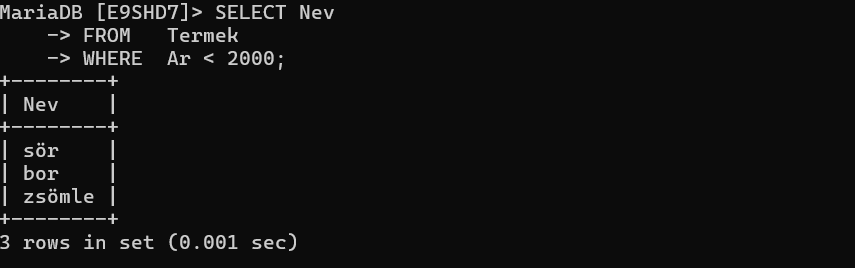 MariaDB [E9SHD7]> SELECT Nev
    -> FROM   Termek
    -> WHERE  Ar < 2000;
+--------+
| Nev    |
+--------+
| sör    |
| bor    |
| zsömle |
+--------+
3 rows in set (0.001 sec)